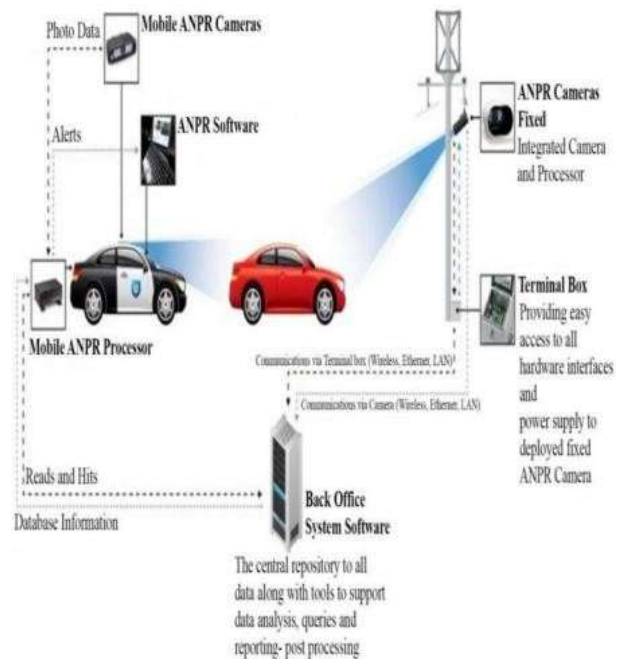 Photo Data
Mobile ANPR Cameras
Alerts
ANPR Software
ANPR Cameras
Fixed
Integrated Camera
and Processor
Mobile ANPR Processor
Terminal Box
Providing easy
access to all
hardware interfaces
and
power supply to
deployed fixed
ANPR Camera
Communications via Terminal box (Wireless, Ethernet, LAN)
Communications via Camera (Wireless, Ethernet, LAN)
Reads and Hits
Database Information
Back Office
System Software
The central repository to all
data along with tools to support
data analysis, queries and
reporting- post processing